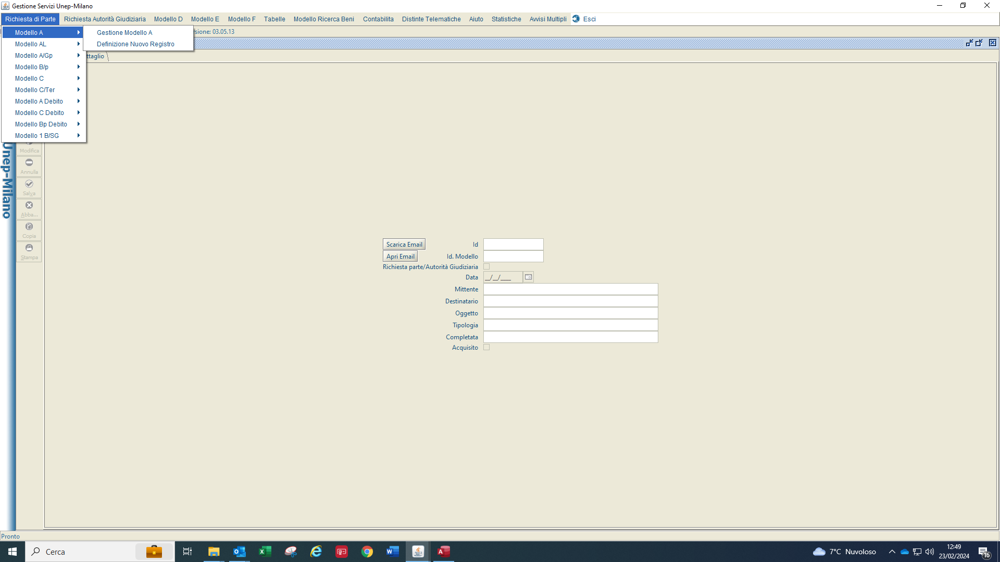 Gestione Servizi Unep-Milano
Richiesta di Parte Richiesta Autorità Giudiziaria Modello D Modello E Modello F Tabelle Modello Ricerca Beni Contabilita Distinte Telematiche Aiuto Statistiche Avvisi Multipli Esci
sione: 03.05.13
Modello A
Modello AL
Modello A/Gp
Modello B/p
Modello C
Modello C/Ter
Modello A Debito
Modello C Debito
Modello Bp Debito
Modello 1 B/SG
Gestione Modello A
Definizione Nuovo Registro
ttaglio
Unep-Milano
Modifica
Annulla
Salva
Abba...
Copia
Stampa
Scarica Email Id
Apri Email Id. Modello
Richiesta parte/Autorità Giudiziaria
Data __/__/____
Mittente
Destinatario
Oggetto
Tipologia
Completata
Acquisito
Pronto
Cerca
7°C Nuvoloso
12:49
23/02/2024
16